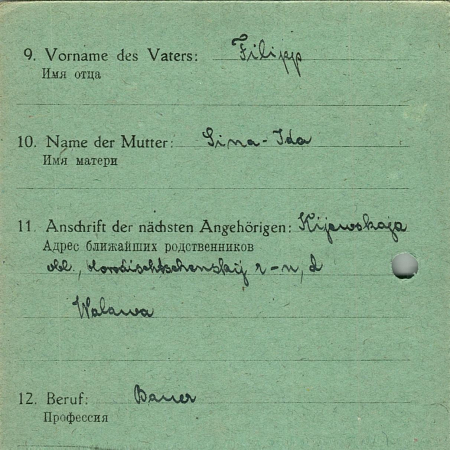 9. Vorname des Vaters: Filipp
Имя отца
10. Name der Mutter: Sina-Ida
Имя матери
11. Anschrift der nächsten Angehörigen: Kijewskaja
Адрес ближайших родственников
obl., Horodischtschenskij r-n, d
Walawa
12. Beruf: Bauer
Профессия